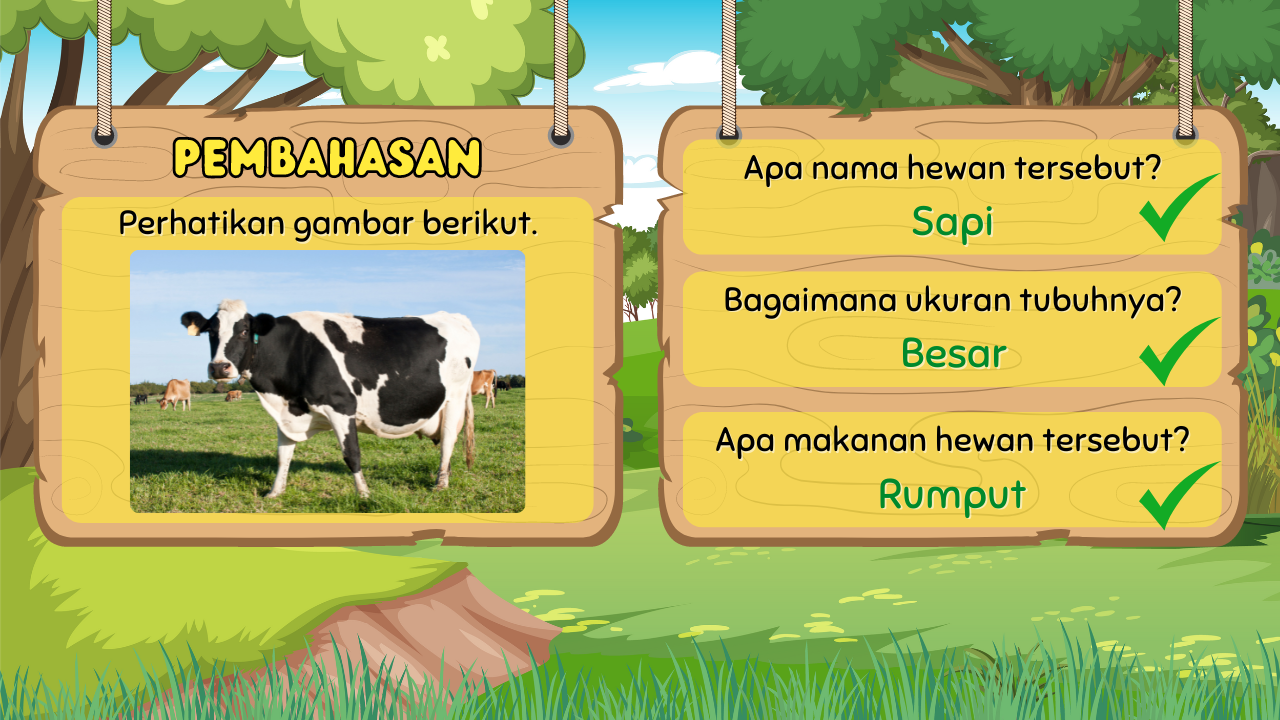 PEMBAHASAN
Perhatikan gambar berikut.
Apa nama hewan tersebut?
Sapi
Bagaimana ukuran tubuhnya?
Besar
Apa makanan hewan tersebut?
Rumput